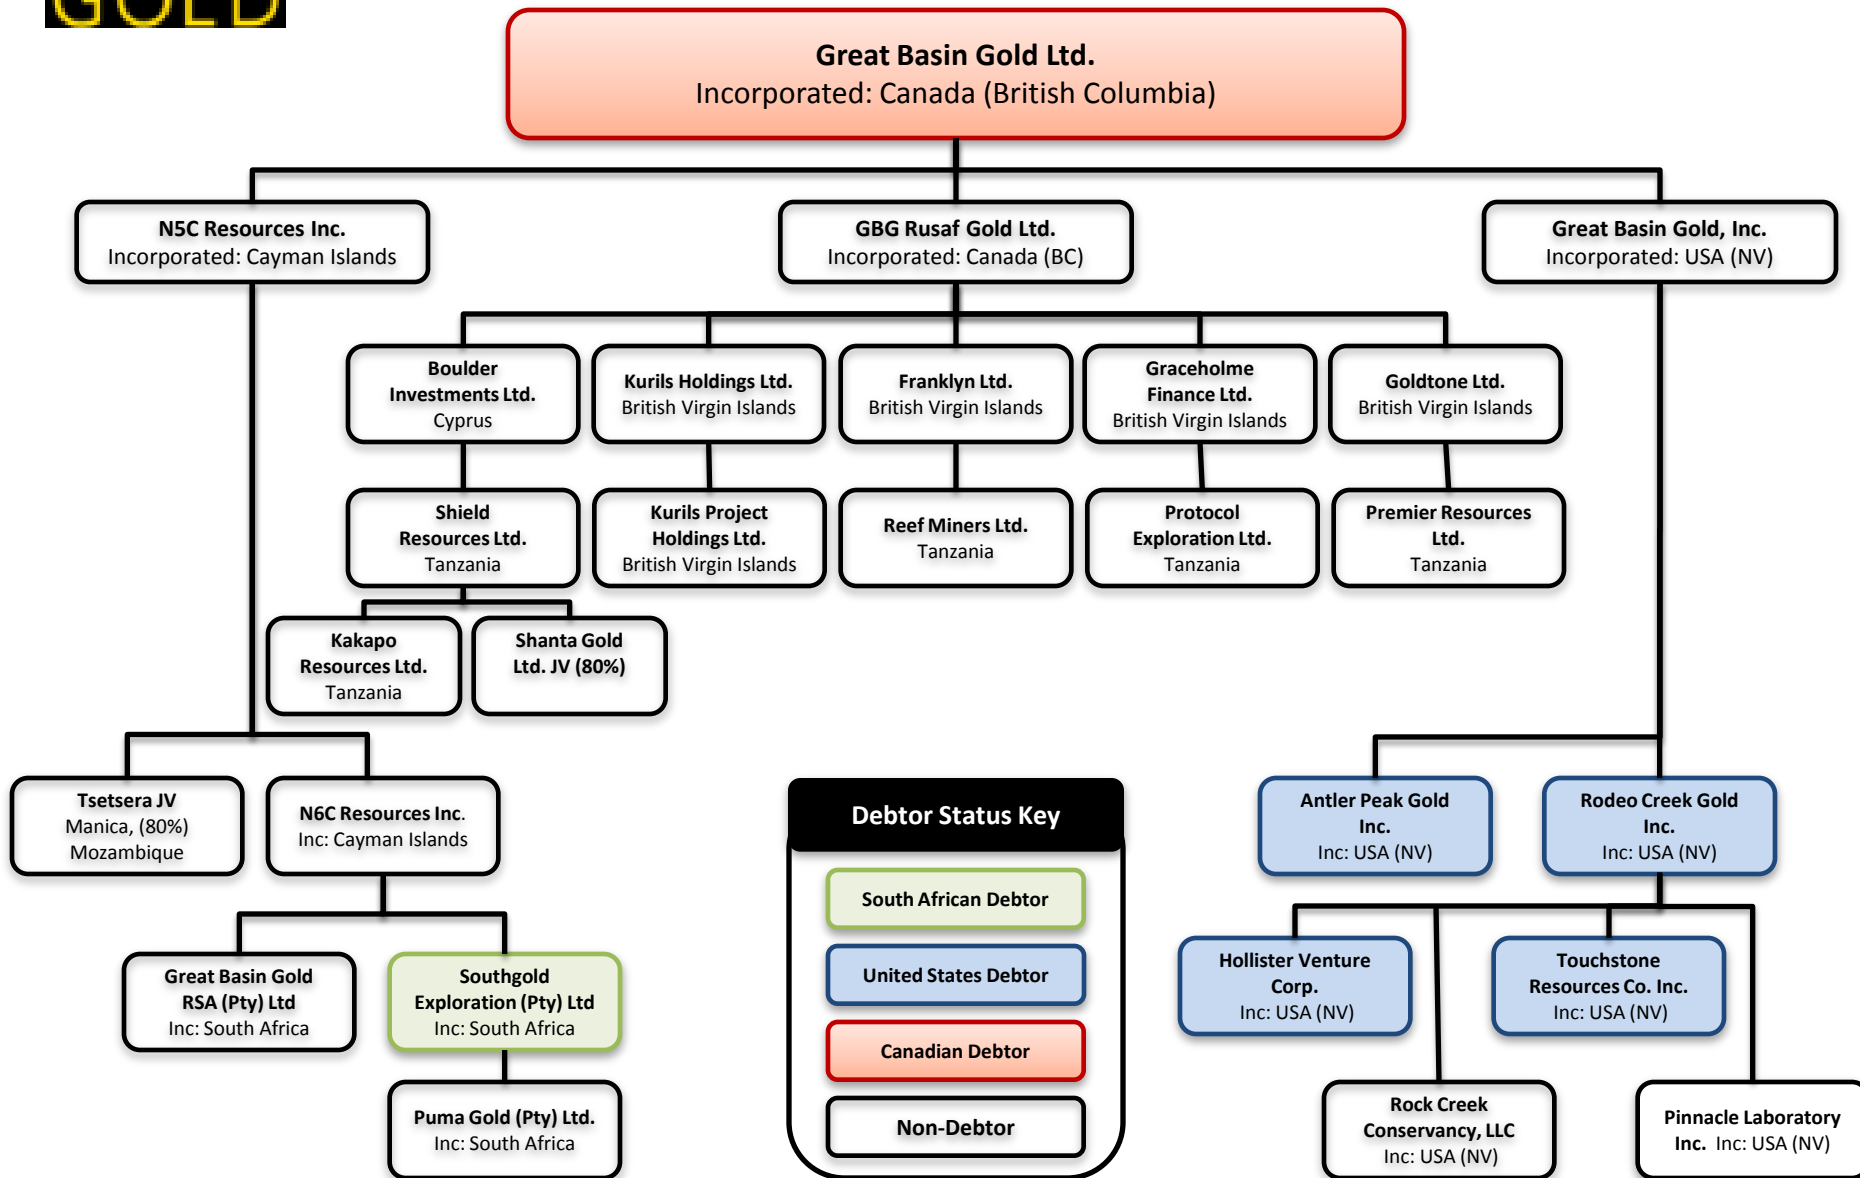 GOLD
Great Basin Gold Ltd.
Incorporated: Canada (British Columbia)
N5C Resources Inc.
Incorporated: Cayman Islands
GBG Rusaf Gold Ltd.
Incorporated: Canada (BC)
Great Basin Gold, Inc.
Incorporated: USA (NV)
Boulder
Investments Ltd.
Cyprus
Kurils Holdings Ltd.
British Virgin Islands
Franklyn Ltd.
British Virgin Islands
Graceholme
Finance Ltd.
British Virgin Islands
Goldtone Ltd.
British Virgin Islands
Shield
Resources Ltd.
Tanzania
Kurils Project
Holdings Ltd.
British Virgin Islands
Reef Miners Ltd.
Tanzania
Protocol
Exploration Ltd.
Tanzania
Premier Resources
Ltd.
Tanzania
Kakapo
Resources Ltd.
Tanzania
Shanta Gold
Ltd. JV (80%)
Tsetsera JV
Manica, (80%)
Mozambique
N6C Resources Inc.
Inc: Cayman Islands
Great Basin Gold
RSA (Pty) Ltd
Inc: South Africa
Southgold
Exploration (Pty) Ltd
Inc: South Africa
Puma Gold (Pty) Ltd.
Inc: South Africa
Debtor Status Key
South African Debtor
United States Debtor
Canadian Debtor
Non-Debtor
Antler Peak Gold
Inc.
Inc: USA (NV)
Rodeo Creek Gold
Inc.
Inc: USA (NV)
Hollister Venture
Corp.
Inc: USA (NV)
Touchstone
Resources Co. Inc.
Inc: USA (NV)
Rock Creek
Conservancy, LLC
Inc: USA (NV)
Pinnacle Laboratory
Inc. Inc: USA (NV)